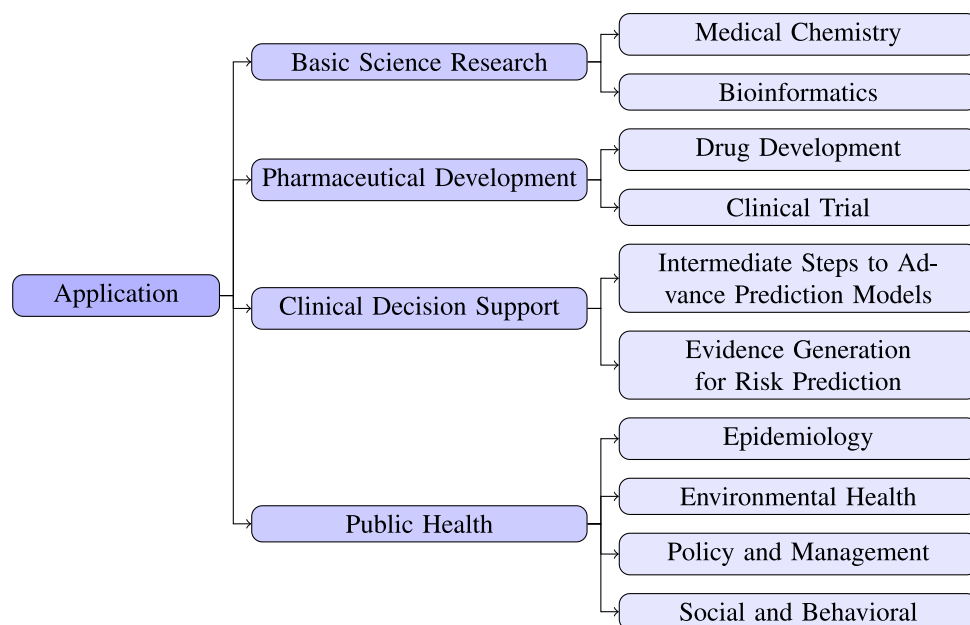 Application
Basic Science Research
Medical Chemistry
Bioinformatics
Pharmaceutical Development
Drug Development
Clinical Trial
Clinical Decision Support
Intermediate Steps to Ad-
vance Prediction Models
Evidence Generation
for Risk Prediction
Public Health
Epidemiology
Environmental Health
Policy and Management
Social and Behavioral